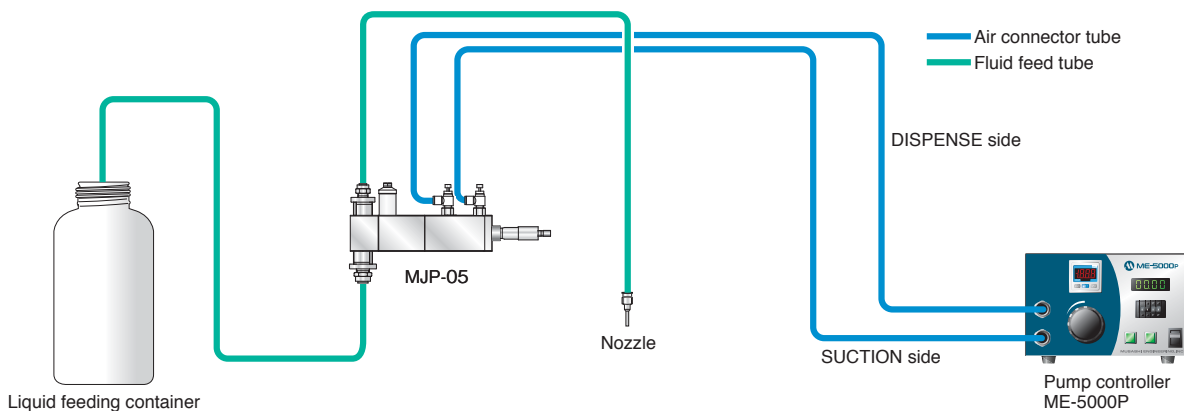 Air connector tube
Fluid feed tube
DISPENSE side
MJP-05
ME-5000P
0000
Nozzle
SUCTION side
Pump controller
ME-5000P
Liquid feeding container